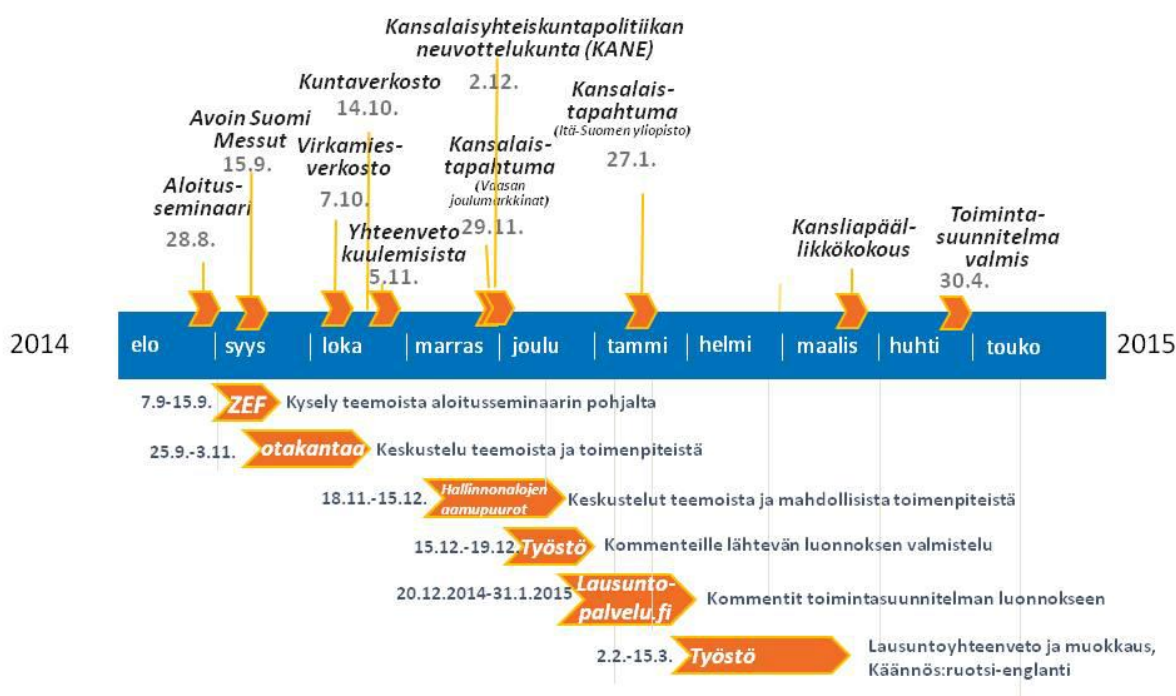 Kansalaisyhteiskuntapolitiikan
neuvottelukunta (KANE)
2.12.
Kuntaverkosto
14.10.
Kansalais-
tapahtuma
(Itä-Suomen yliopisto)
27.1.
Avoin Suomi
Messut
15.9.
Virkamies-
verkosto
7.10.
Kansalais-
tapahtuma
(Vaasan
joulumarkkinat)
29.11.
Aloitus-
seminaari
28.8.
Yhteenveto
kuulemisista
5.11.
Kansliapääl-
likkökokous
Toiminta-
suunnitelma
valmis
30.4.
2014
elo
syys
loka
marras
joulu
tammi
helmi
maalis
huhti
touko
2015
7.9-15.9.
ZEF
Kysely teemoista aloitusseminaarin pohjalta
25.9.-3.11.
otakantaa
Keskustelu teemoista ja toimenpiteistä
18.11.-15.12.
Hallinnonalojen
aamupuurot
Keskustelut teemoista ja mahdollisista toimenpiteistä
15.12.-19.12.
Työstö
Kommenteille lähtevän luonnoksen valmistelu
20.12.2014-31.1.2015
Lausunto-
palvelu.fi
Kommentit toimintasuunnitelman luonnokseen
2.2.-15.3.
Työstö
Lausuntoyhteenveto ja muokkaus,
Käännös:ruotsi-englanti